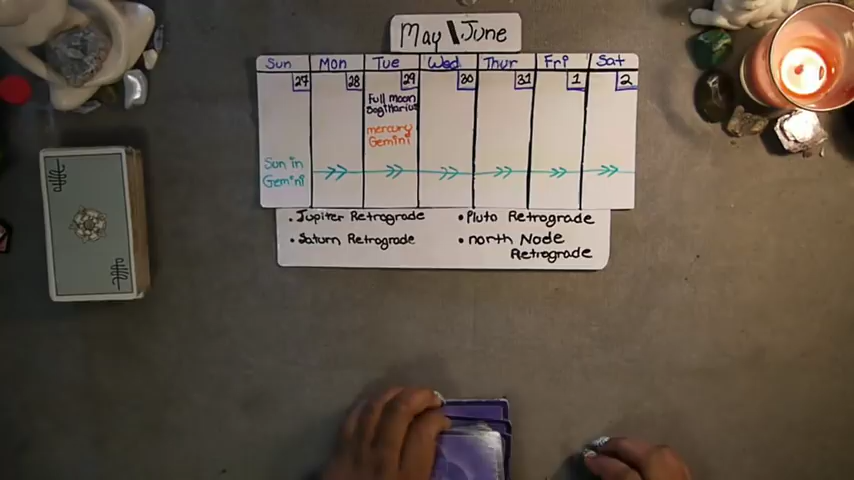 May \ June
Sun Mon Tue Wed Thur Fri Sat
27 28 29 30 31 1 2
Full moon
Sagittarius
mercury
Gemini
Sun in
Gemini
• Jupiter Retrograde
• Saturn Retrograde
• Pluto Retrograde
• north Node
Retrograde